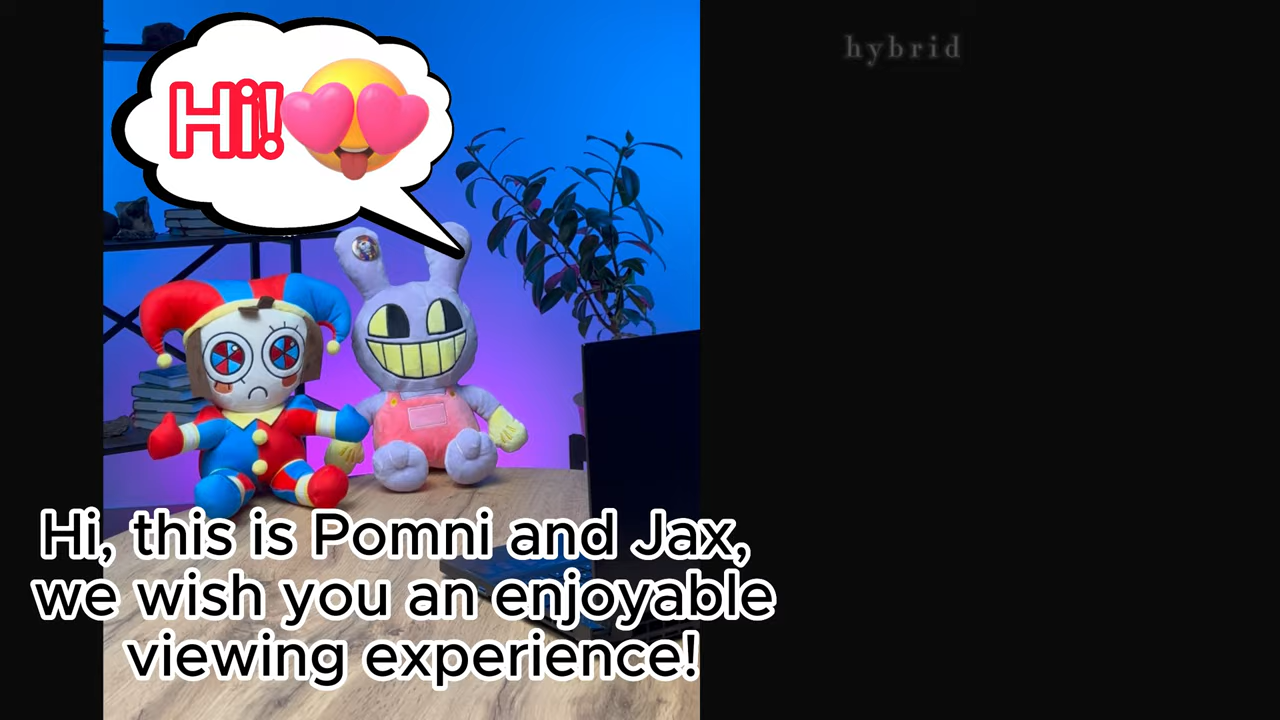 Hi!
hybrid
Hi, this is Pomni and Jax,
we wish you an enjoyable
viewing experience!